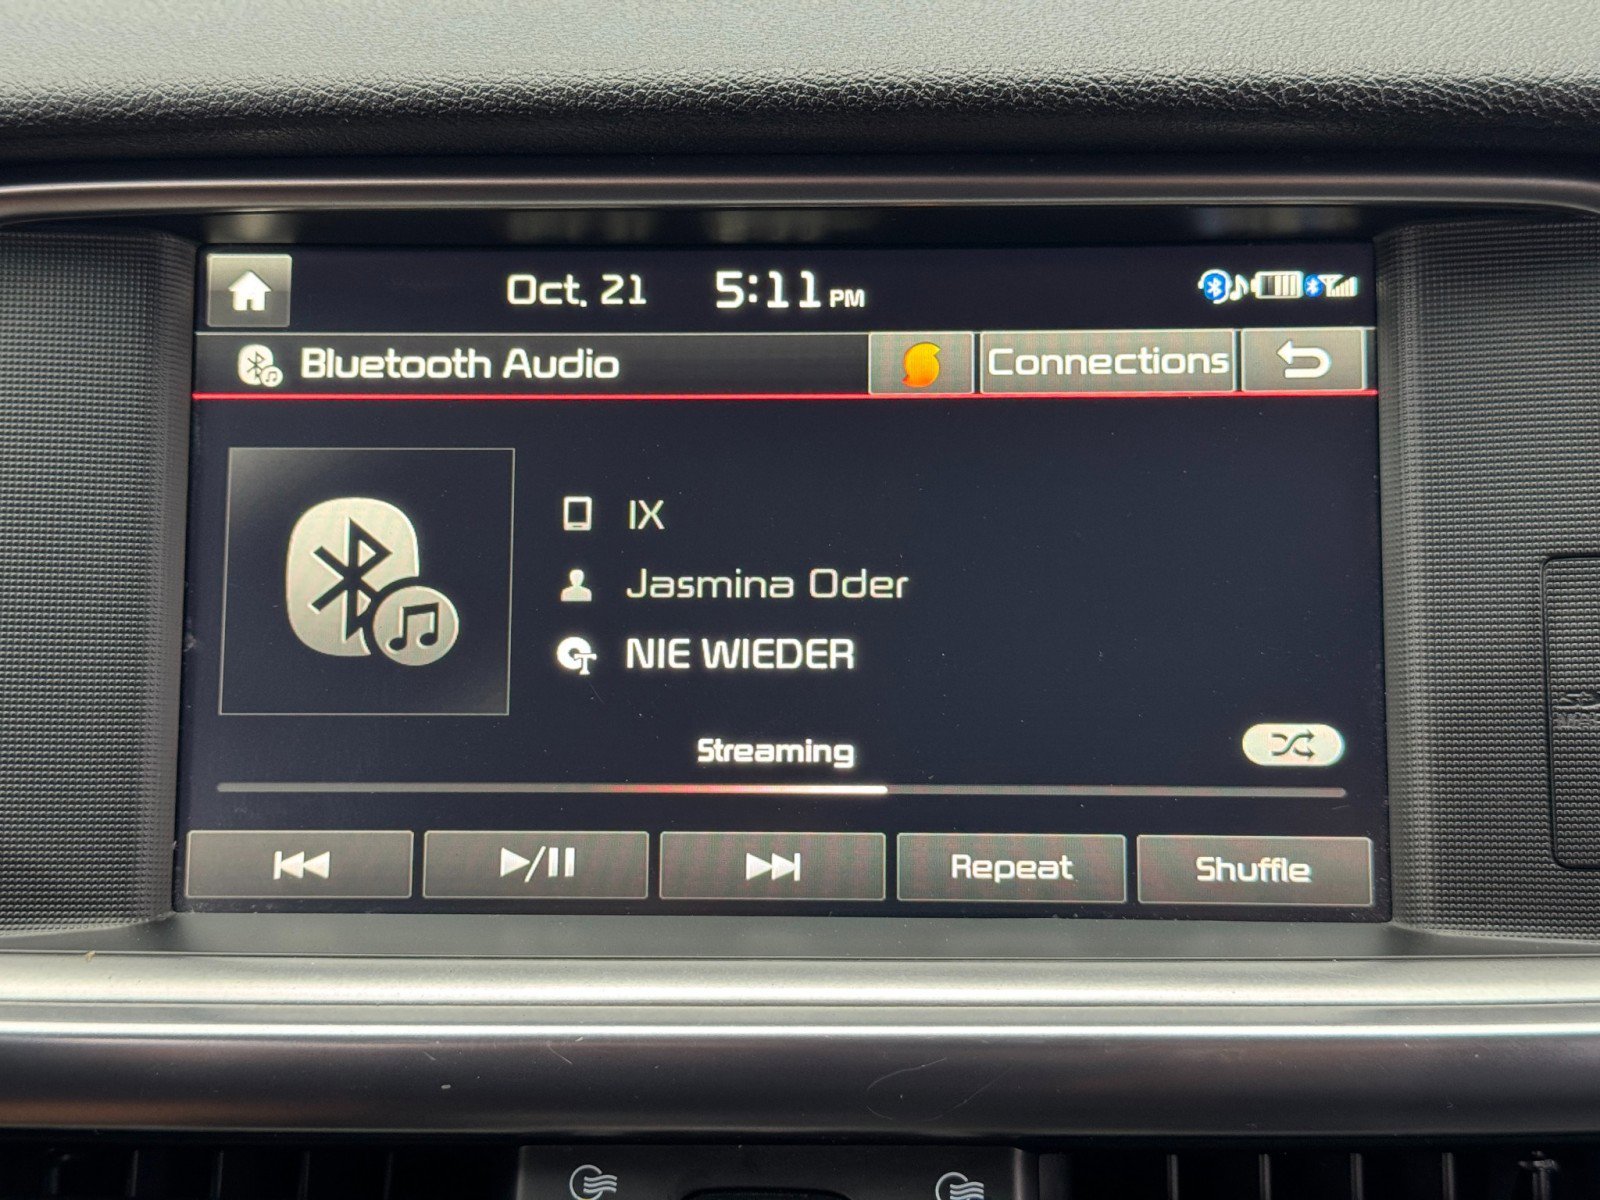 Oct. 21 5:11 PM
Bluetooth Audio Connections
IX
Jasmina Oder
NIE WIEDER
Streaming
Repeat Shuffle